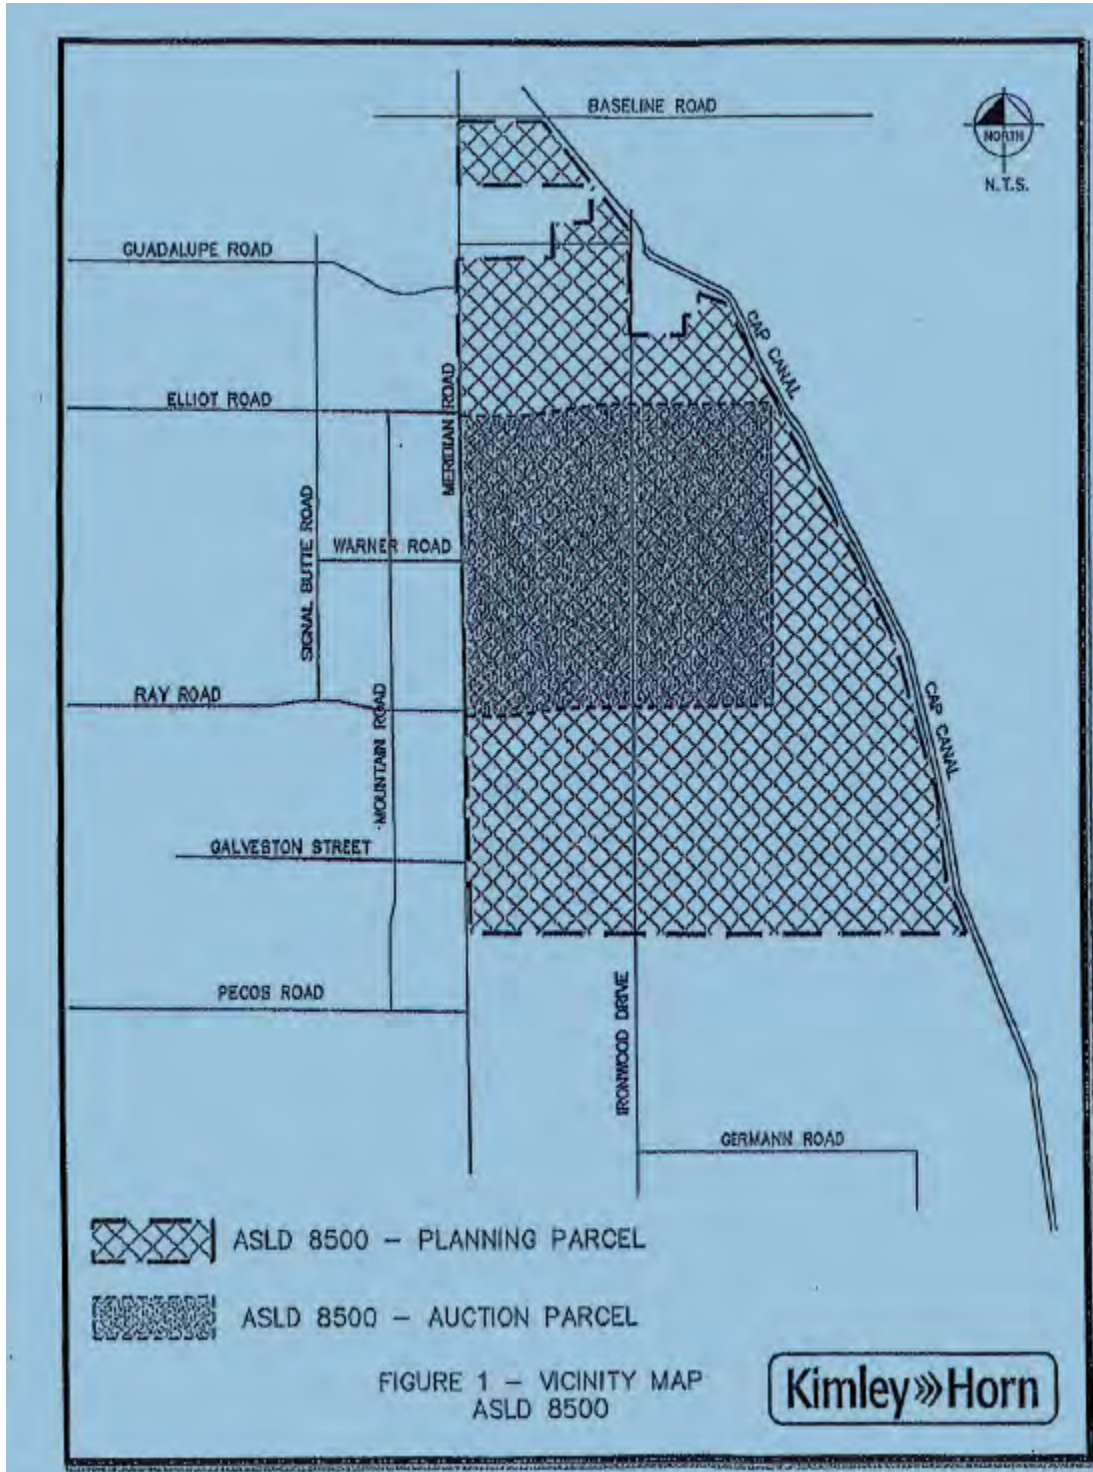 BASELINE ROAD
NORTH
N.T.S.
GUADALUPE ROAD
CAP CANAL
ELLIOT ROAD
MERIDIAN ROAD
SIGNAL BUTTE ROAD
WARNER ROAD
RAY ROAD
MOUNTAIN ROAD
CAP CANAL
GALVESTON STREET
PECOS ROAD
IRONWOOD DRIVE
GERMANN ROAD
ASLD 8500 – PLANNING PARCEL
ASLD 8500 – AUCTION PARCEL
FIGURE 1 – VICINITY MAP
ASLD 8500
Kimley»Horn